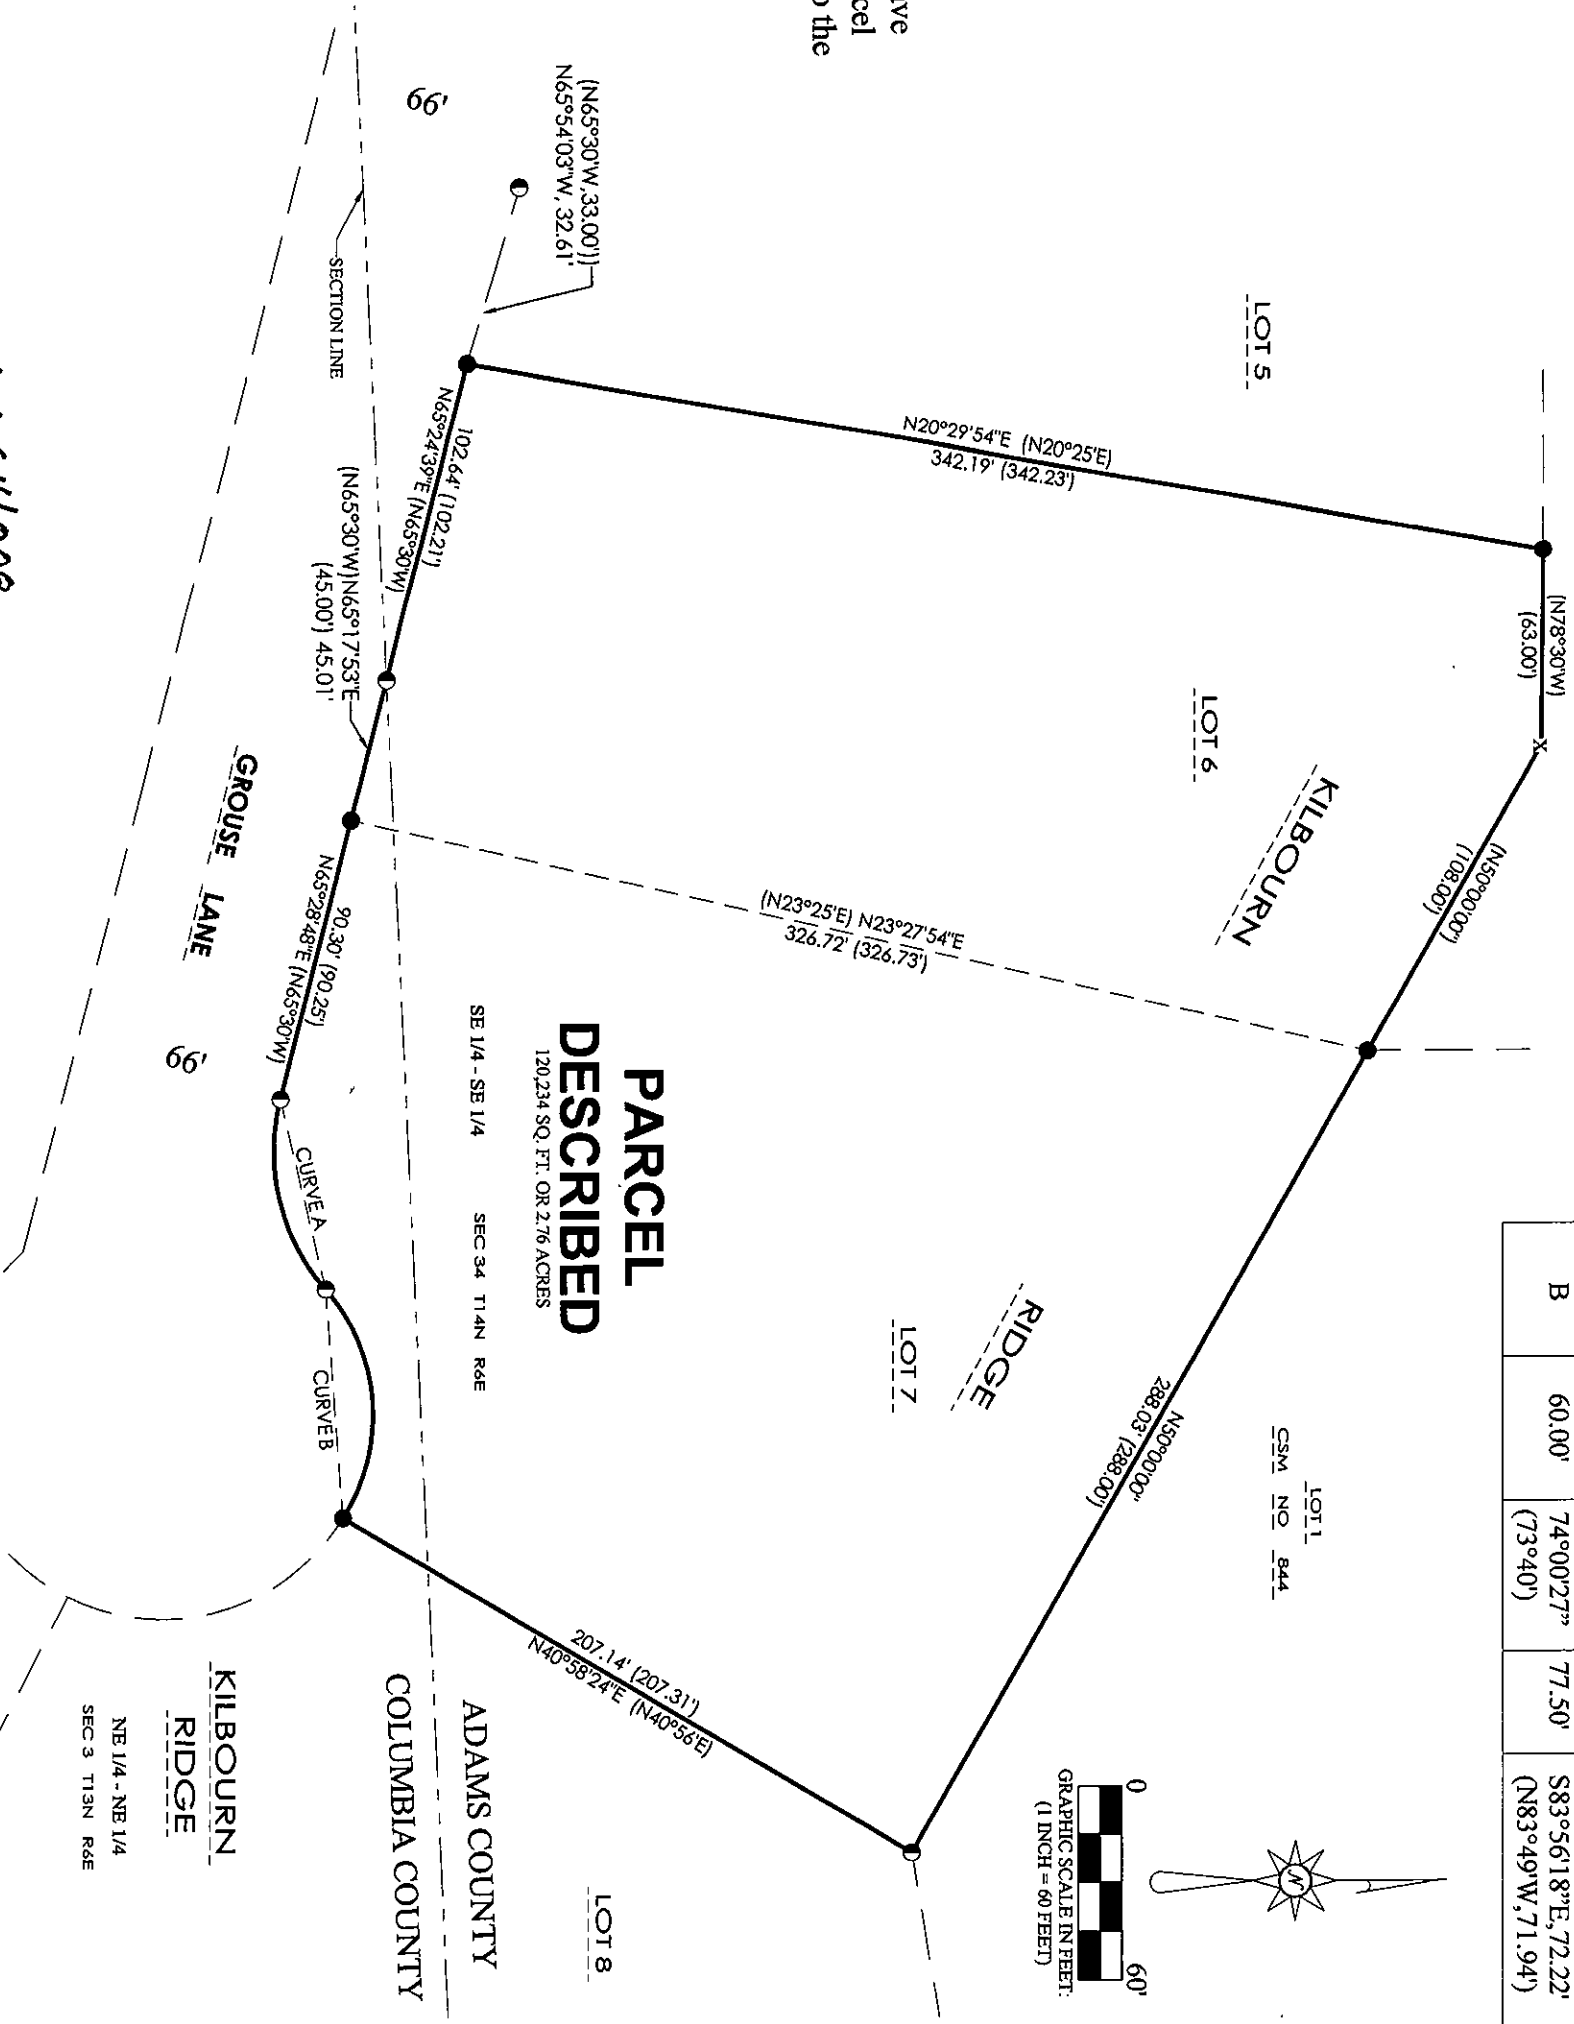 ve
cel
o the
B
60.00'
74°00'27"
(73°40')
77.50'
S83°56'18"E,72.22'
(N83°49'W,71.94')
(N78°30'W)
(63.00')
(N50°00'00")
(108.00')
LOT 5
LOT 6
KILBOURN
N20°29'54"E (N20°25'E)
342.19' (342.23')
LOT 1
CSM NO 844
N50°00'00"
288.03' (288.00')
0
60'
GRAPHIC SCALE IN FEET:
(1 INCH = 60 FEET)
N
RIDGE
LOT 7
(N23°25'E) N23°27'54"E
326.72' (326.73')
PARCEL
DESCRIBED
120,234 SQ. FT. OR 2.76 ACRES
SE 1/4 - SE 1/4 SEC 34 T14N R6E
(N65°30'W,33.00'))
N65°54'03"W, 32.61'
66'
102.64' (102.21')
N65°24'39"E (N65°30'W)
SECTION LINE
(N65°30'W)N65°17'53"E
(45.00') 45.01'
207.14' (207.31')
N40°58'24"E (N40°56'E)
LOT 8
ADAMS COUNTY
COLUMBIA COUNTY
90.30' (90.25')
N65°28'48"E (N65°30'W)
CURVE A
CURVE B
GROUSE LANE
66'
KILBOURN
RIDGE
NE 1/4 - NE 1/4
SEC 3 T13N R6E